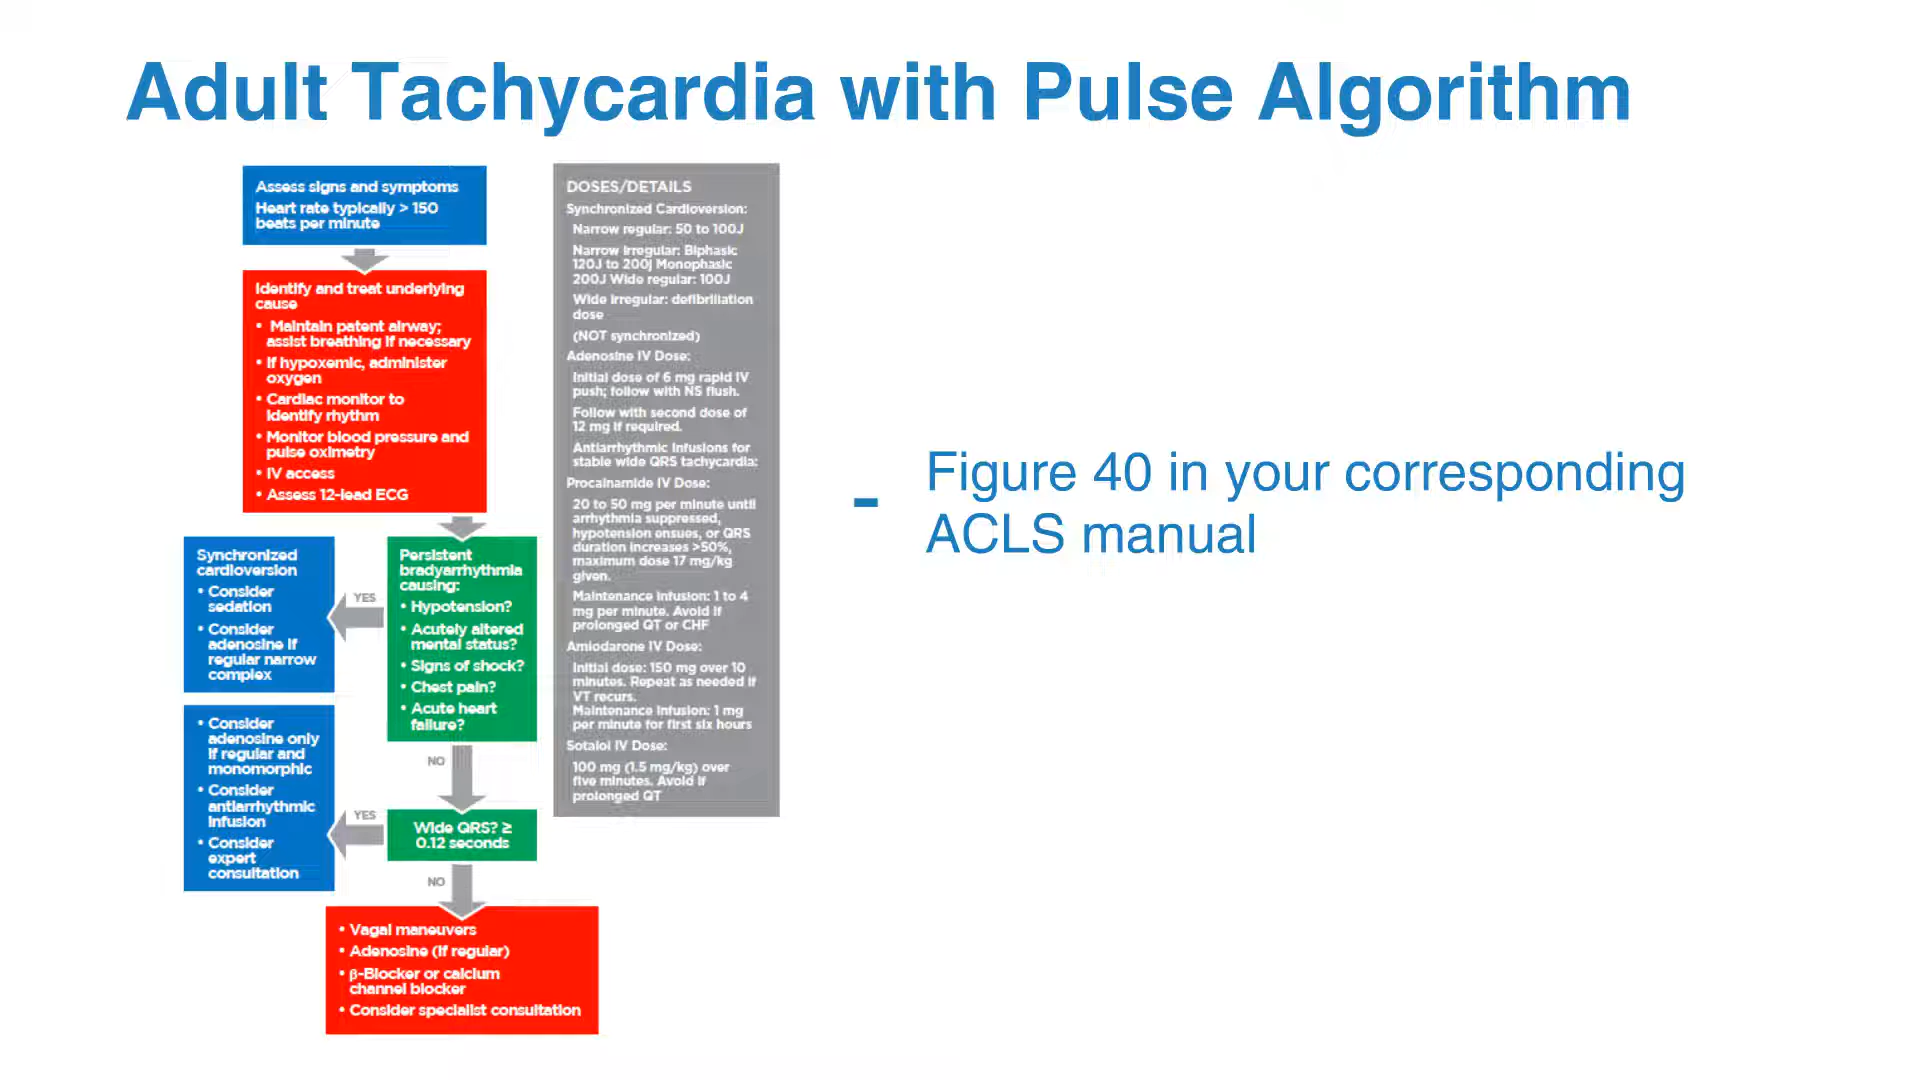 Adult Tachycardia with Pulse Algorithm
Assess signs and symptoms
Heart rate typically > 150
beats per minute
Identify and treat underlying
cause
• Maintain patent airway;
assist breathing if necessary
• If hypoxemic, administer
oxygen
• Cardiac monitor to
identify rhythm
• Monitor blood pressure and
pulse oximetry
• IV access
• Assess 12-lead ECG
Persistent
bradyarrhythmia
causing:
• Hypotension?
• Acutely altered
mental status?
• Signs of shock?
• Chest pain?
• Acute heart
failure?
YES
Synchronized
cardioversion
• Consider
sedation
• Consider
adenosine if
regular narrow
complex
NO
Wide QRS? ≥
0.12 seconds
YES
• Consider
adenosine only
if regular and
monomorphic
• Consider
antiarrhythmic
infusion
• Consider
expert
consultation
NO
• Vagal maneuvers
• Adenosine (if regular)
• β-Blocker or calcium
channel blocker
• Consider specialist consultation
DOSES/DETAILS
Synchronized Cardioversion:
Narrow regular: 50 to 100J
Narrow irregular: Biphasic
120J to 200j Monophasic
200J Wide regular: 100J
Wide irregular: defibrillation
dose
(NOT synchronized)
Adenosine IV Dose:
Initial dose of 6 mg rapid IV
push; follow with NS flush.
Follow with second dose of
12 mg if required.
Antiarrhythmic Infusions for
stable wide QRS tachycardia:
Procainamide IV Dose:
20 to 50 mg per minute until
arrhythmia suppressed,
hypotension ensues, or QRS
duration increases >50%,
maximum dose 17 mg/kg
given.
Maintenance infusion: 1 to 4
mg per minute. Avoid if
prolonged QT or CHF
Amiodarone IV Dose:
Initial dose: 150 mg over 10
minutes. Repeat as needed if
VT recurs.
Maintenance infusion: 1 mg
per minute for first six hours
Sotalol IV Dose:
100 mg (1.5 mg/kg) over
five minutes. Avoid if
prolonged QT
- Figure 40 in your corresponding
ACLS manual